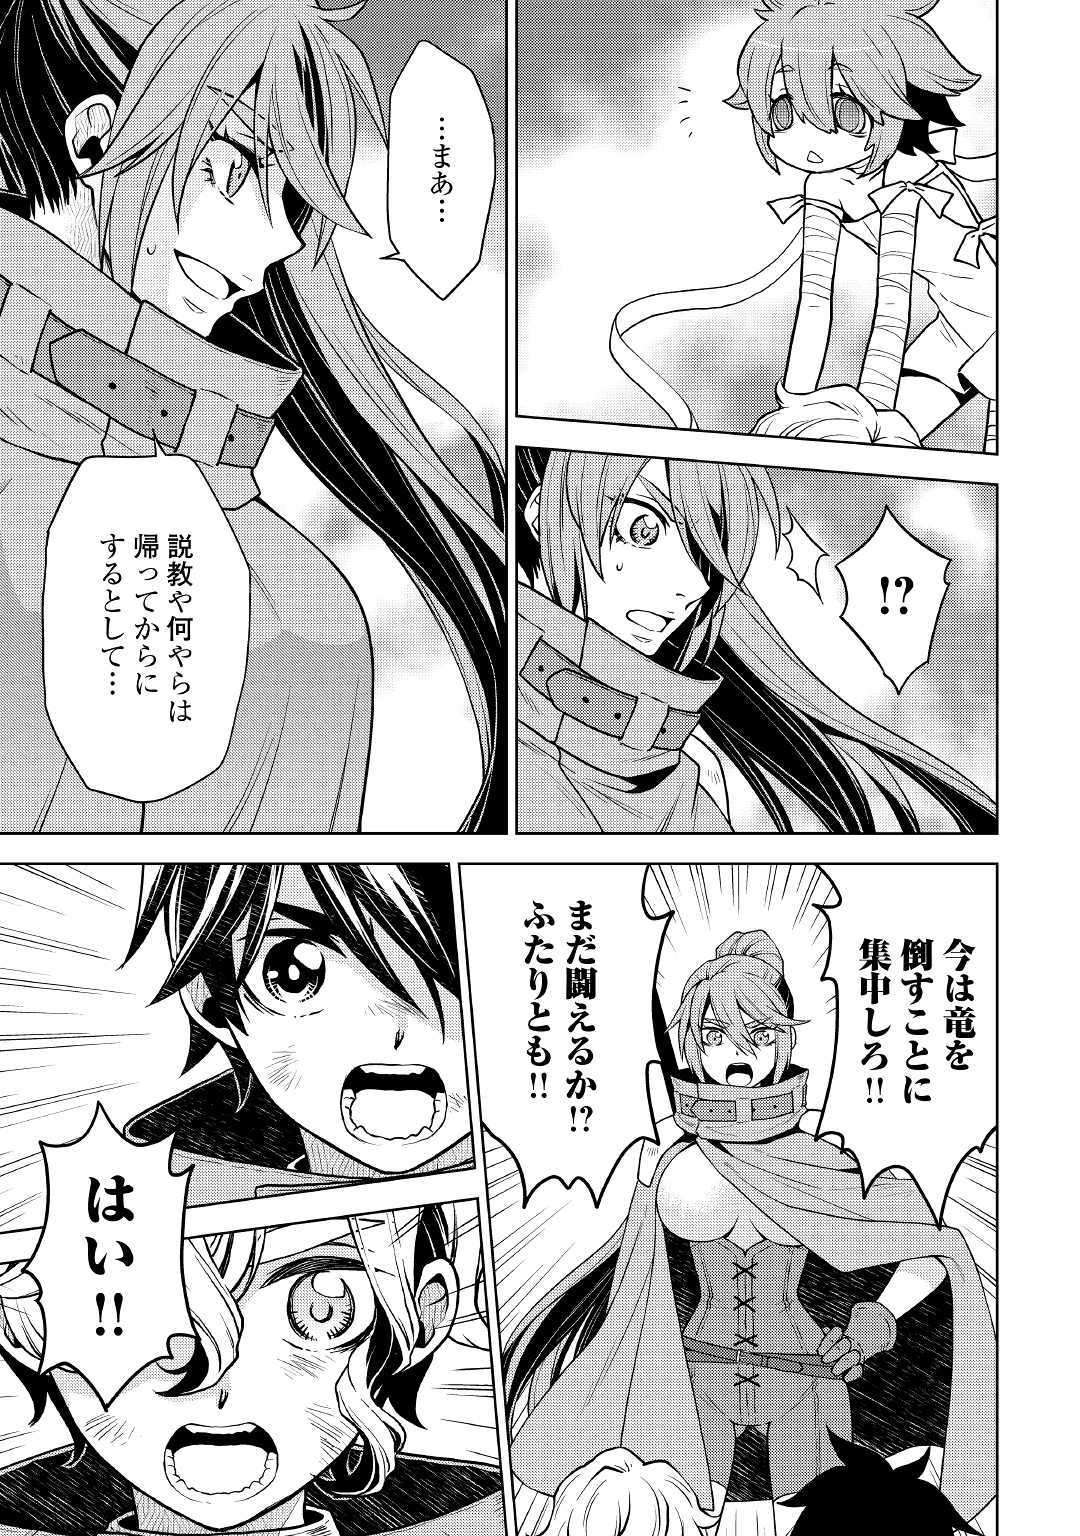 !?
…まあ…
説教や何やらは
帰ってからに
するとして…
今は竜を
倒すことに
集中しろ!!
まだ闘えるか!?
ふたりとも!!
はい!!